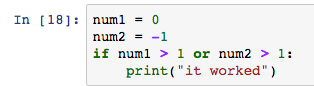 In [18]: num1 = 0
num2 = -1
if num1 > 1 or num2 > 1:
    print("it worked")